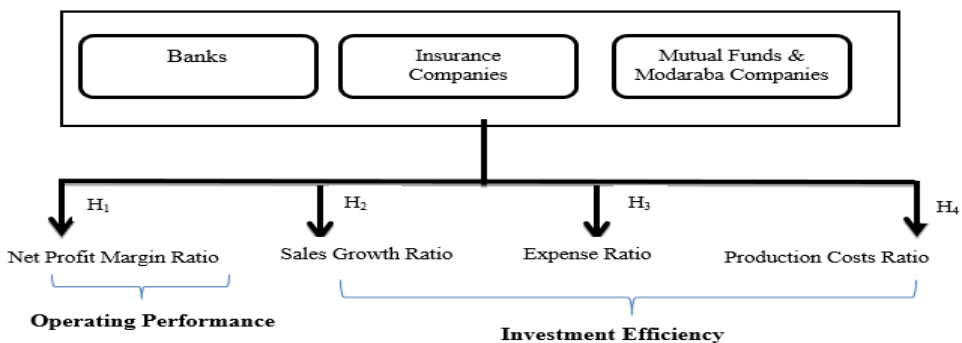 Banks
Insurance
Companies
Mutual Funds &
Modaraba Companies
H1
H2
H3
H4
Net Profit Margin Ratio
Sales Growth Ratio
Expense Ratio
Production Costs Ratio
Operating Performance
Investment Efficiency